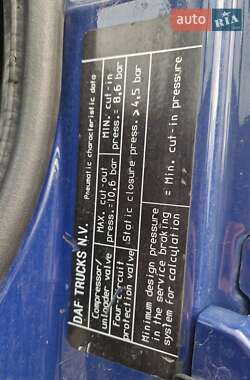 auto RIA
DAF TRUCKS N.V.
Pneumatic characteristic data
Compressor/
unloader valve
MAX. cut-out
press.=10,6 bar
MIN. cut-in
press.= 8,6 bar
Four-circuit
protection valve
Static closure press.> 4,5 bar
Minimum design pressure
in the service braking
system for calculation
= Min. cut-in pressure